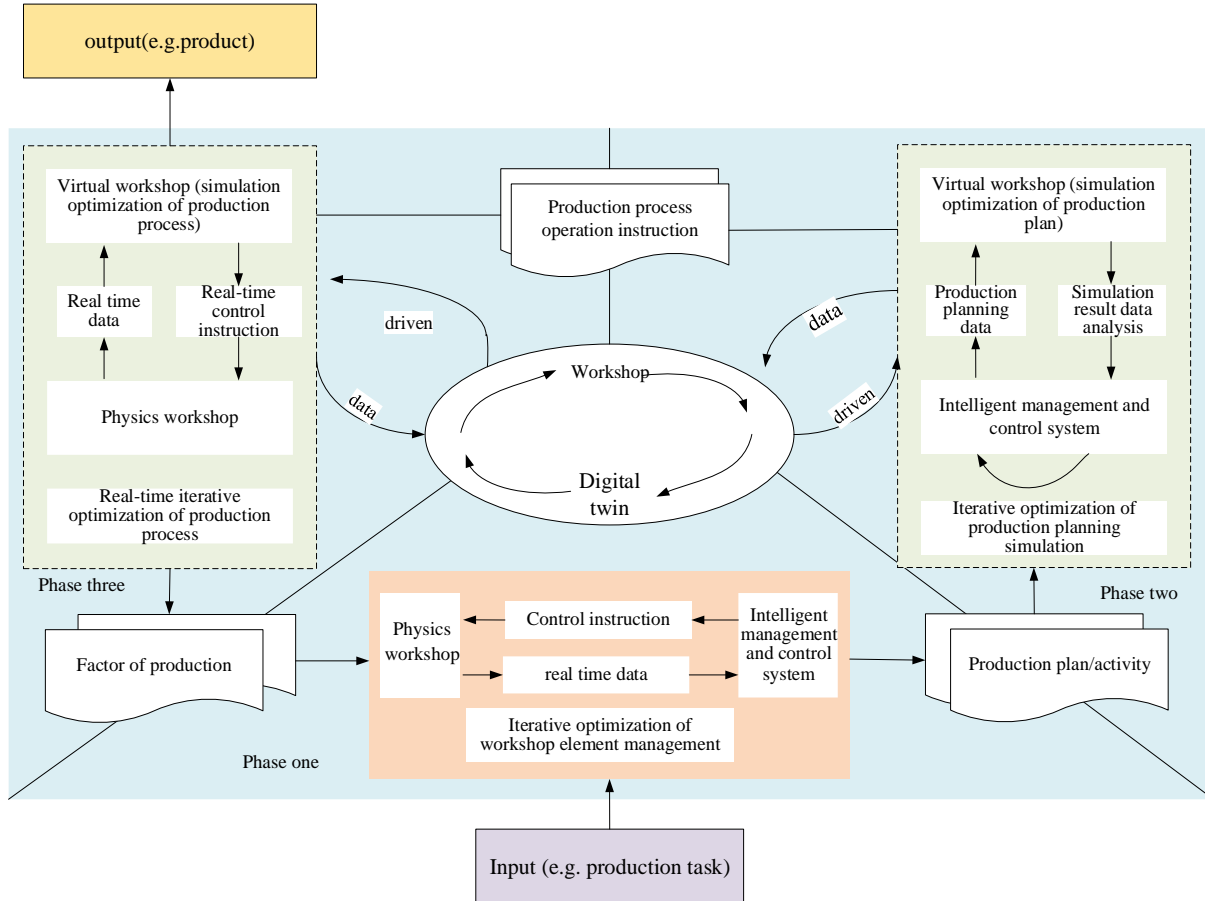 output(e.g.product)
Virtual workshop (simulation
optimization of production
process)
Real time
data
Real-time
control
instruction
Physics workshop
Real-time iterative
optimization of production
process
Phase three
Production process
operation instruction
driven
data
Workshop
Digital
twin
data
driven
Virtual workshop (simulation
optimization of production
plan)
Production
planning
data
Simulation
result data
analysis
Intelligent management and
control system
Iterative optimization of
production planning
simulation
Phase two
Factor of production
Physics
workshop
Control instruction
real time data
Intelligent
management
and control
system
Iterative optimization of
workshop element management
Production plan/activity
Phase one
Input (e.g. production task)